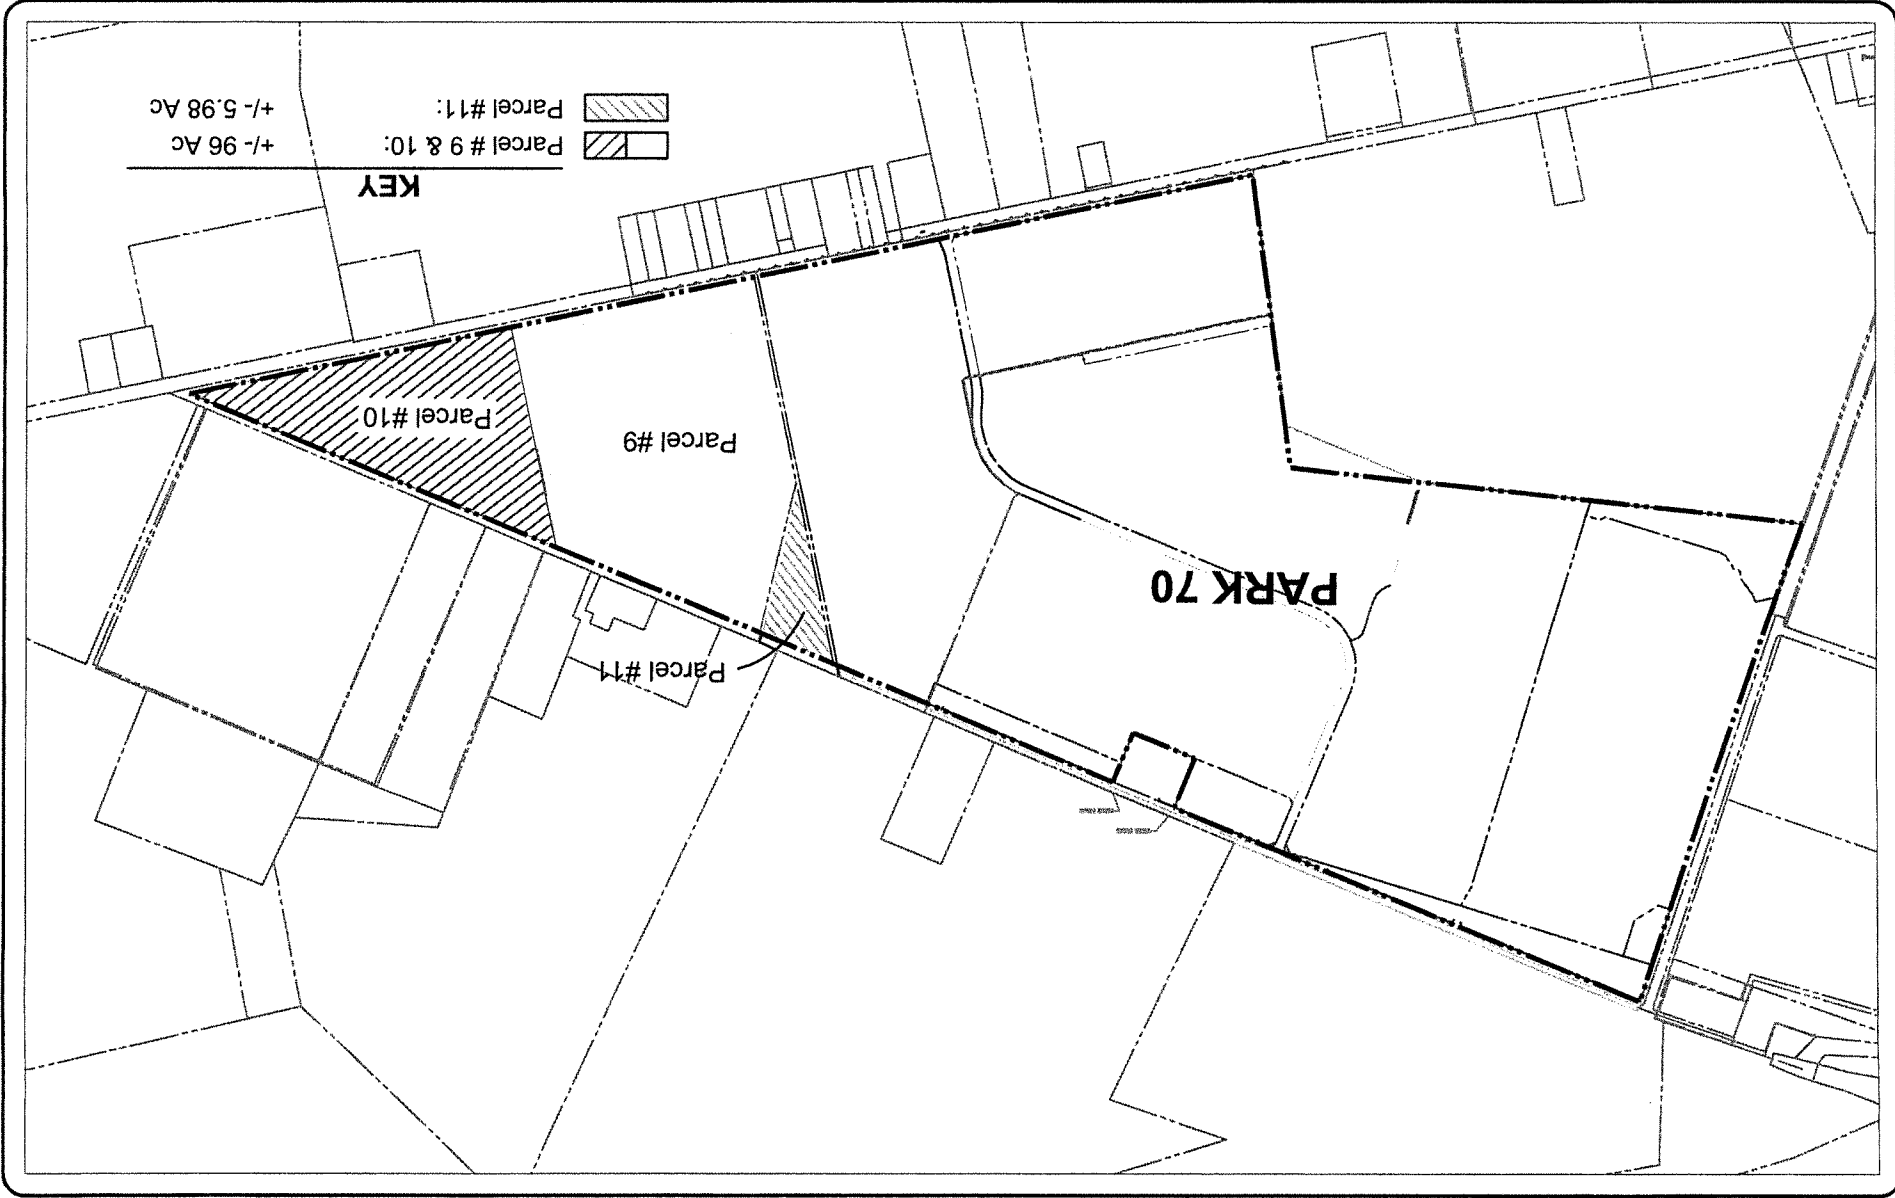 PARK 70
Parcel #11
Parcel #9
Parcel #10
KEY
Parcel # 9 & 10: +/- 96 Ac
Parcel #11: +/- 5.98 Ac